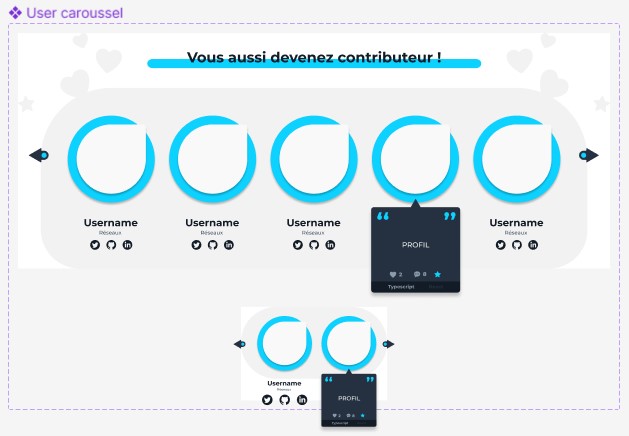 User caroussel
Vous aussi devenez contributeur !
Username
Réseaux
Username
Réseaux
Username
Réseaux
Username
Réseaux
“ ”
PROFIL
3 8
Typescript
Username
Réseaux
“ ”
PROFIL
Typescript